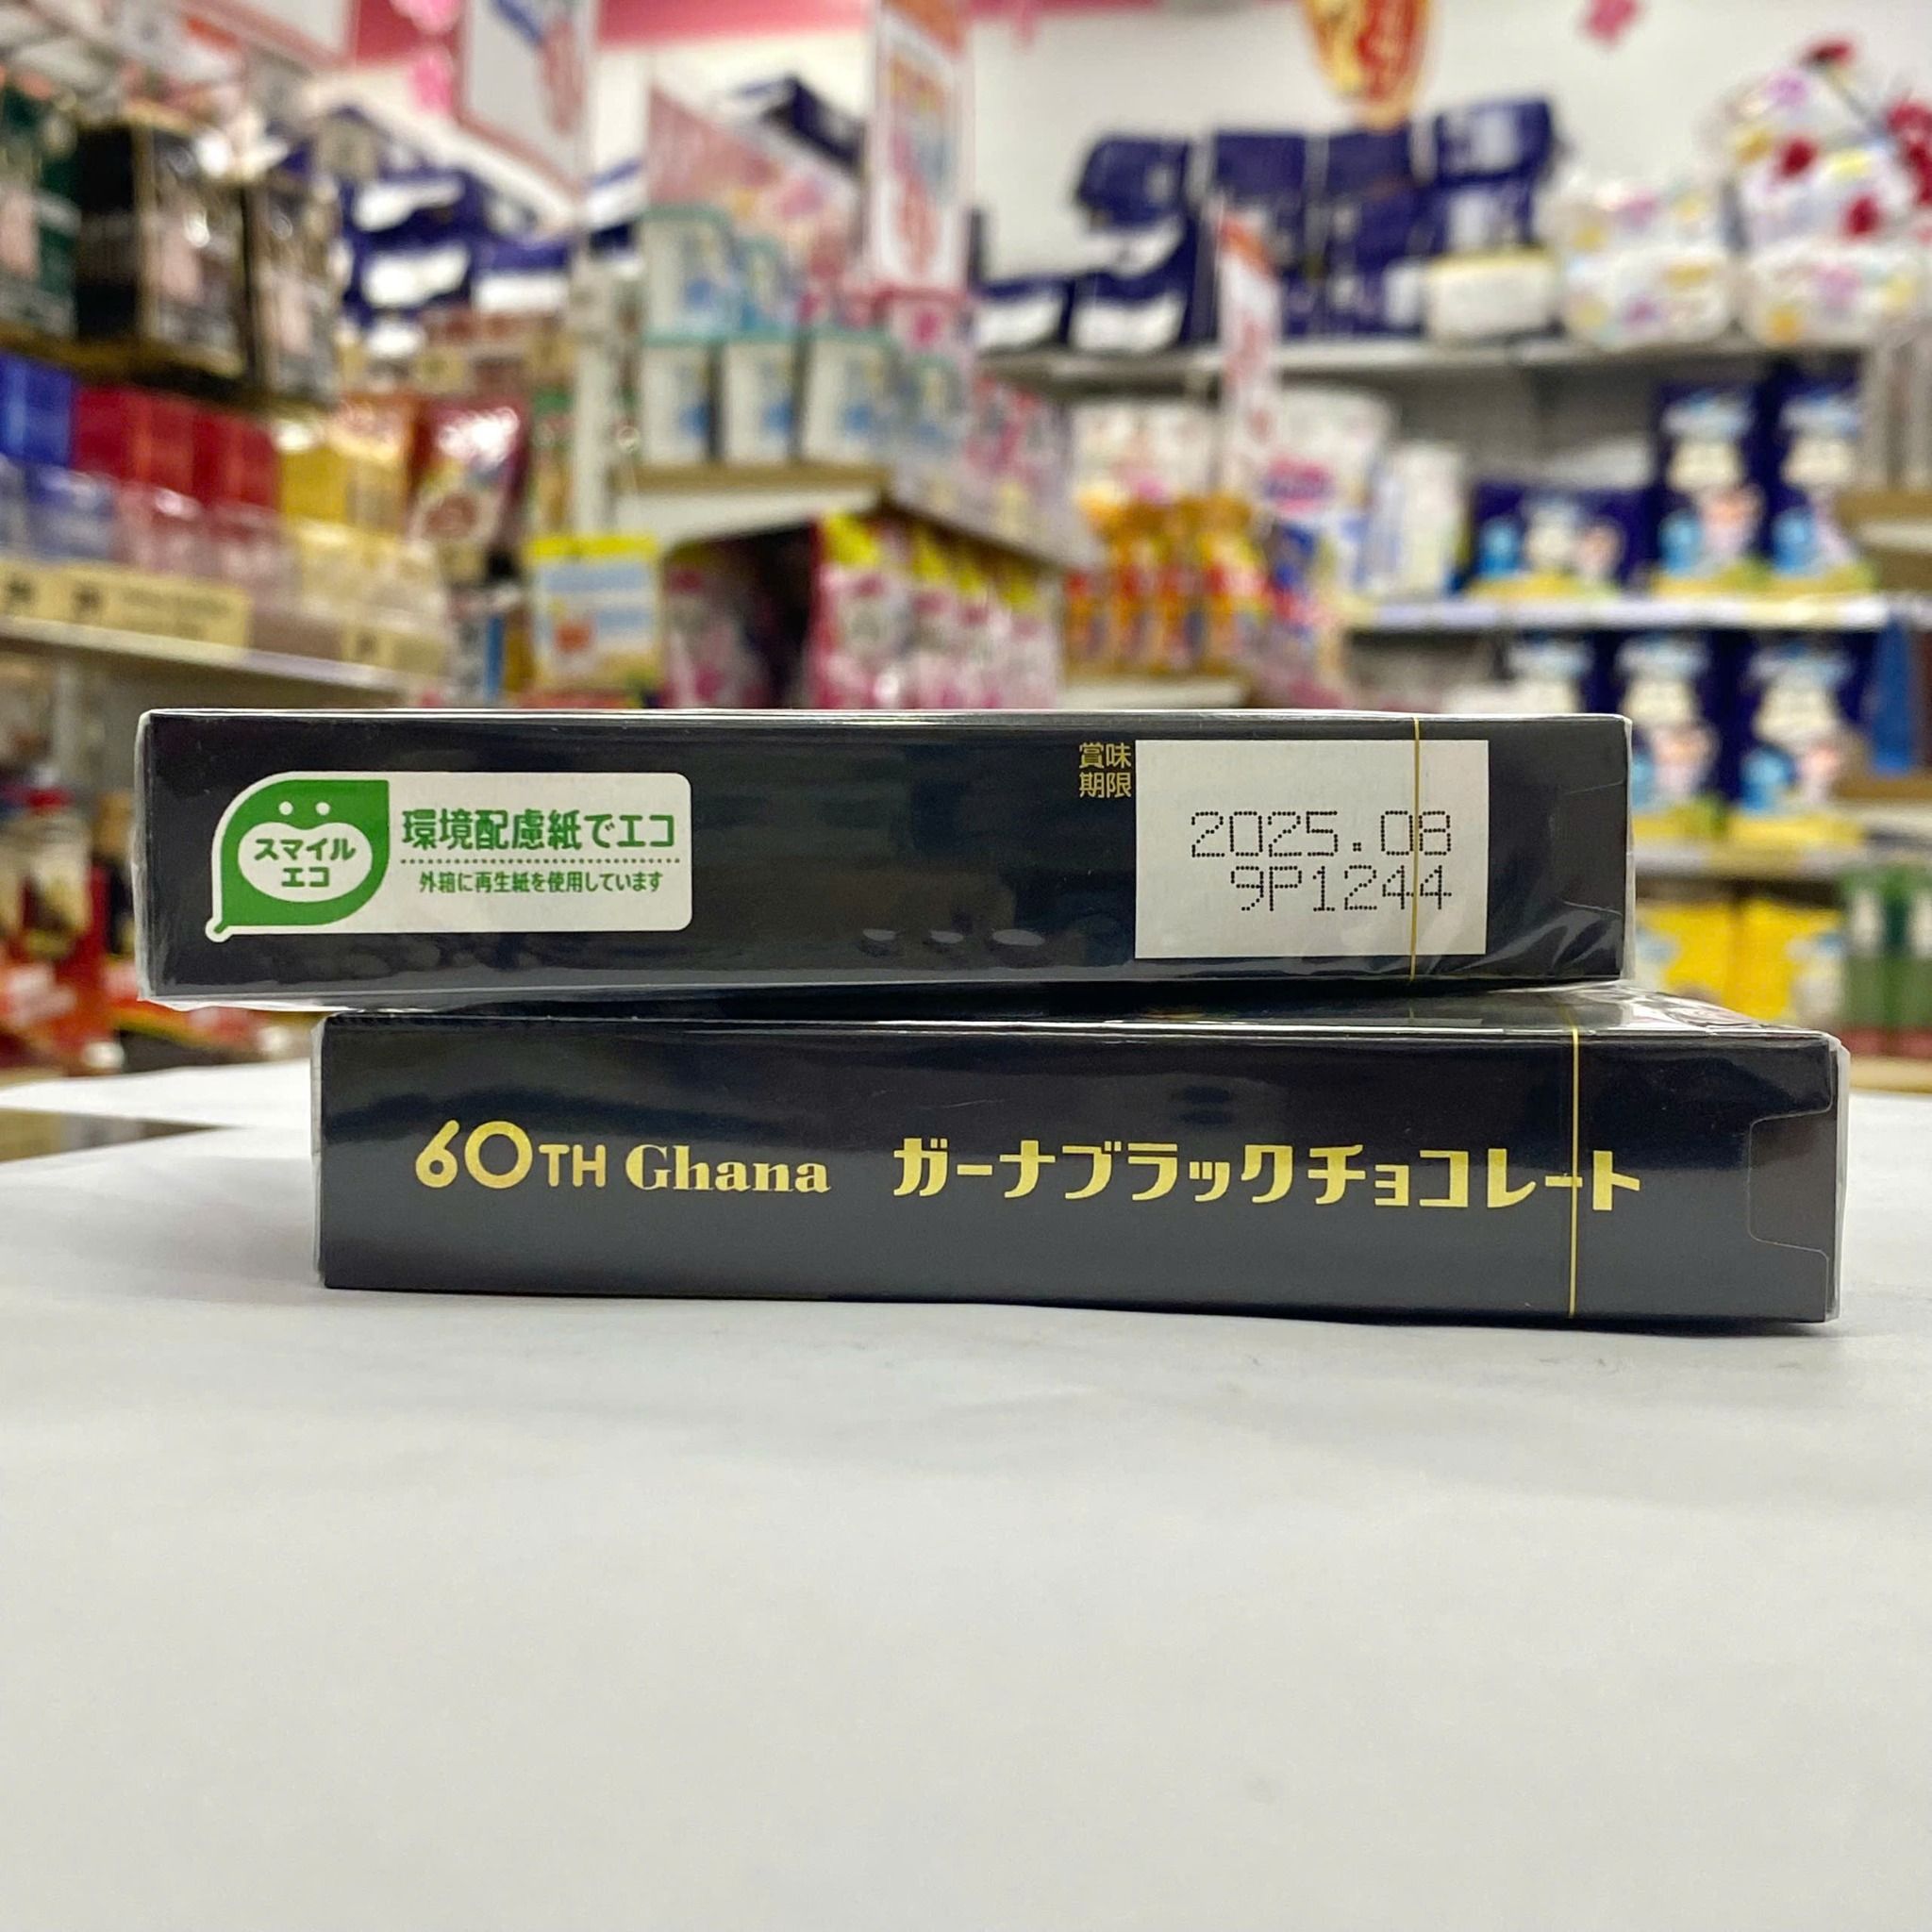 スマイル
エコ
環境配慮紙でエコ
外箱に再生紙を使用しています
賞味
期限
2025.08
9P1244
60TH Ghana ガーナブラックチョコレート